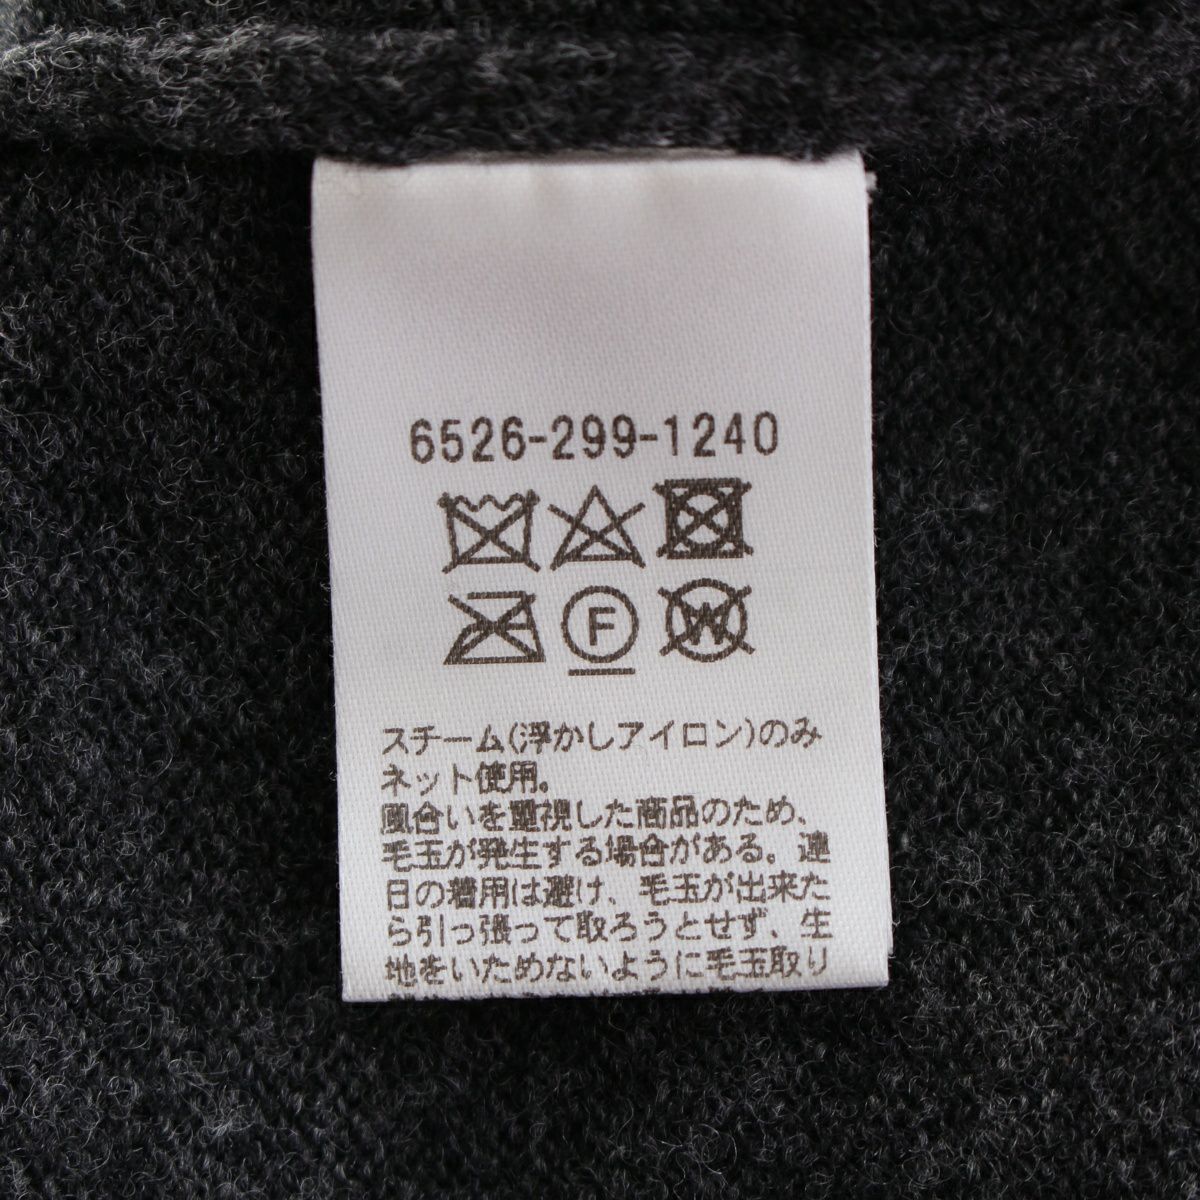 6526-299-1240
F
W
スチーム(浮かしアイロン)のみ
ネット使用。
風合いを重視した商品のため、
毛玉が発生する場合がある。連
日の着用は避け、毛玉が出来た
ら引っ張って取ろうとせず、生
地をいためないように毛玉取り